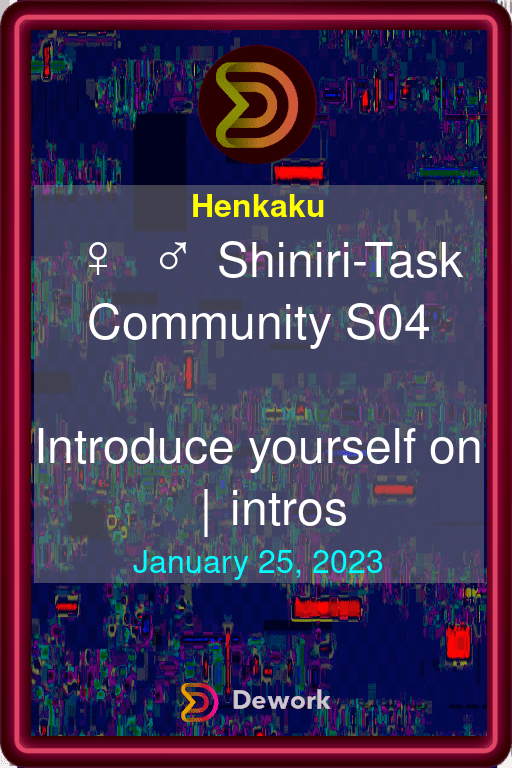 Henkaku
♀ ♂ Shiniri-Task
Community S04
Introduce yourself on
| intros
January 25, 2023
Dework